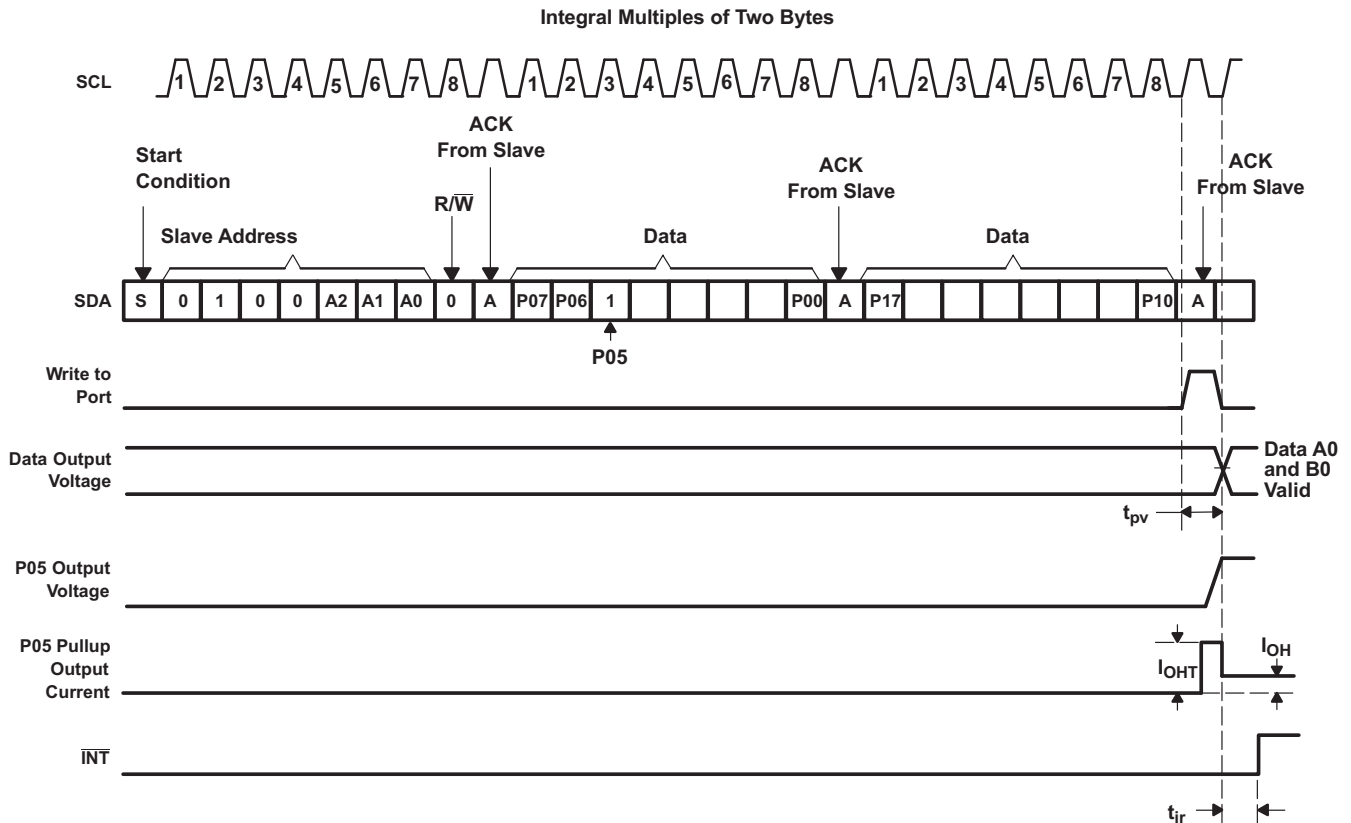 Integral Multiples of Two Bytes
SCL
1 2 3 4 5 6 7 8 1 2 3 4 5 6 7 8 1 2 3 4 5 6 7 8
Start
Condition
ACK
From Slave
R/W̅
ACK
From Slave
ACK
From Slave
Slave Address
Data
Data
SDA
S 0 1 0 0 A2 A1 A0 0 A P07 P06 1 P00 A P17 P10 A
P05
Write to
Port
Data Output
Voltage
Data A0
and B0
Valid
tpv
P05 Output
Voltage
P05 Pullup
Output
Current
IOHT
IOH
I̅N̅T̅
tir